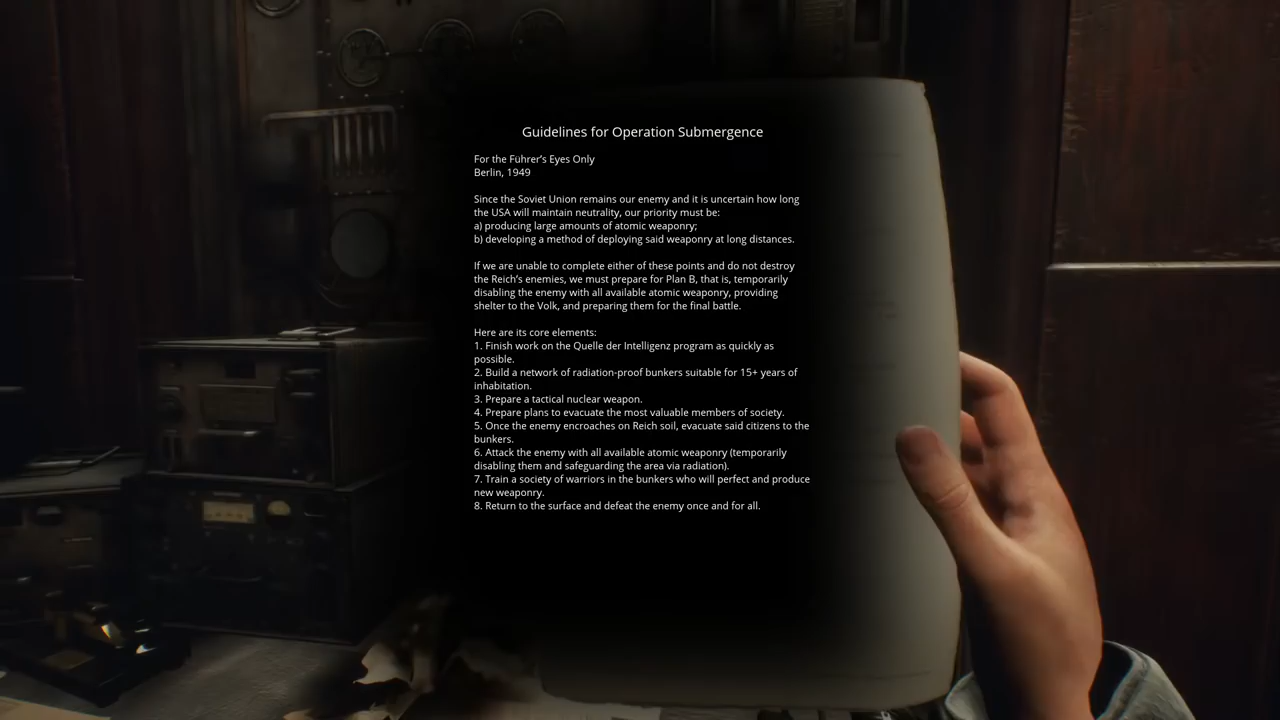 Guidelines for Operation Submergence
For the Führer’s Eyes Only
Berlin, 1949
Since the Soviet Union remains our enemy and it is uncertain how long
the USA will maintain neutrality, our priority must be:
a) producing large amounts of atomic weaponry;
b) developing a method of deploying said weaponry at long distances.
If we are unable to complete either of these points and do not destroy
the Reich’s enemies, we must prepare for Plan B, that is, temporarily
disabling the enemy with all available atomic weaponry, providing
shelter to the Volk, and preparing them for the final battle.
Here are its core elements:
1. Finish work on the Quelle der Intelligenz program as quickly as
possible.
2. Build a network of radiation-proof bunkers suitable for 15+ years of
inhabitation.
3. Prepare a tactical nuclear weapon.
4. Prepare plans to evacuate the most valuable members of society.
5. Once the enemy encroaches on Reich soil, evacuate said citizens to the
bunkers.
6. Attack the enemy with all available atomic weaponry (temporarily
disabling them and safeguarding the area via radiation).
7. Train a society of warriors in the bunkers who will perfect and produce
new weaponry.
8. Return to the surface and defeat the enemy once and for all.